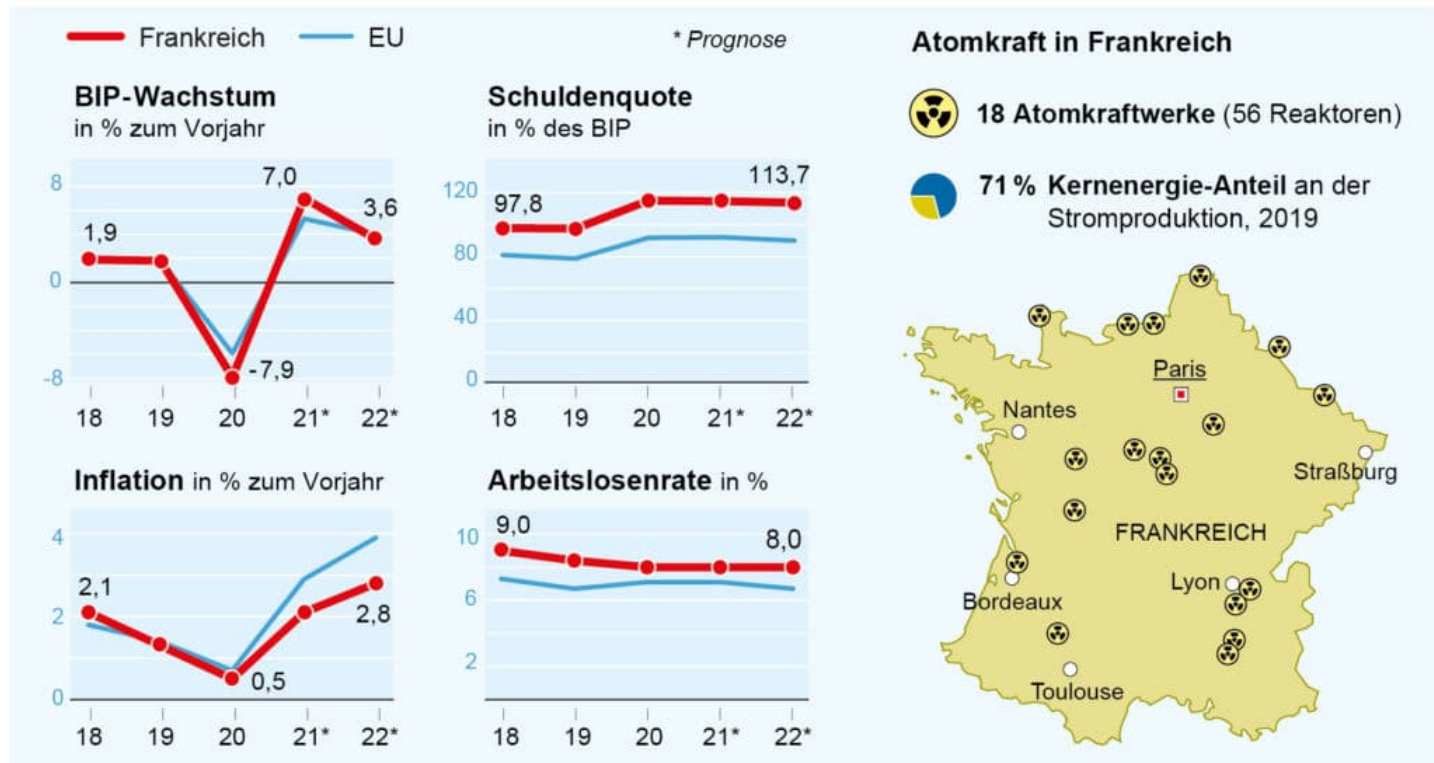 Frankreich
EU
* Prognose
BIP-Wachstum
in % zum Vorjahr
8
0
-8
1,9
-7,9
7,0
3,6
18 19 20 21* 22*
Schuldenquote
in % des BIP
120
80
40
0
97,8
113,7
18 19 20 21* 22*
Inflation in % zum Vorjahr
4
2
0
2,1
0,5
2,8
18 19 20 21* 22*
Arbeitslosenrate in %
10
6
2
9,0
8,0
18 19 20 21* 22*
Atomkraft in Frankreich
18 Atomkraftwerke (56 Reaktoren)
71 % Kernenergie-Anteil an der
Stromproduktion, 2019
Paris
Nantes
Straßburg
FRANKREICH
Lyon
Bordeaux
Toulouse